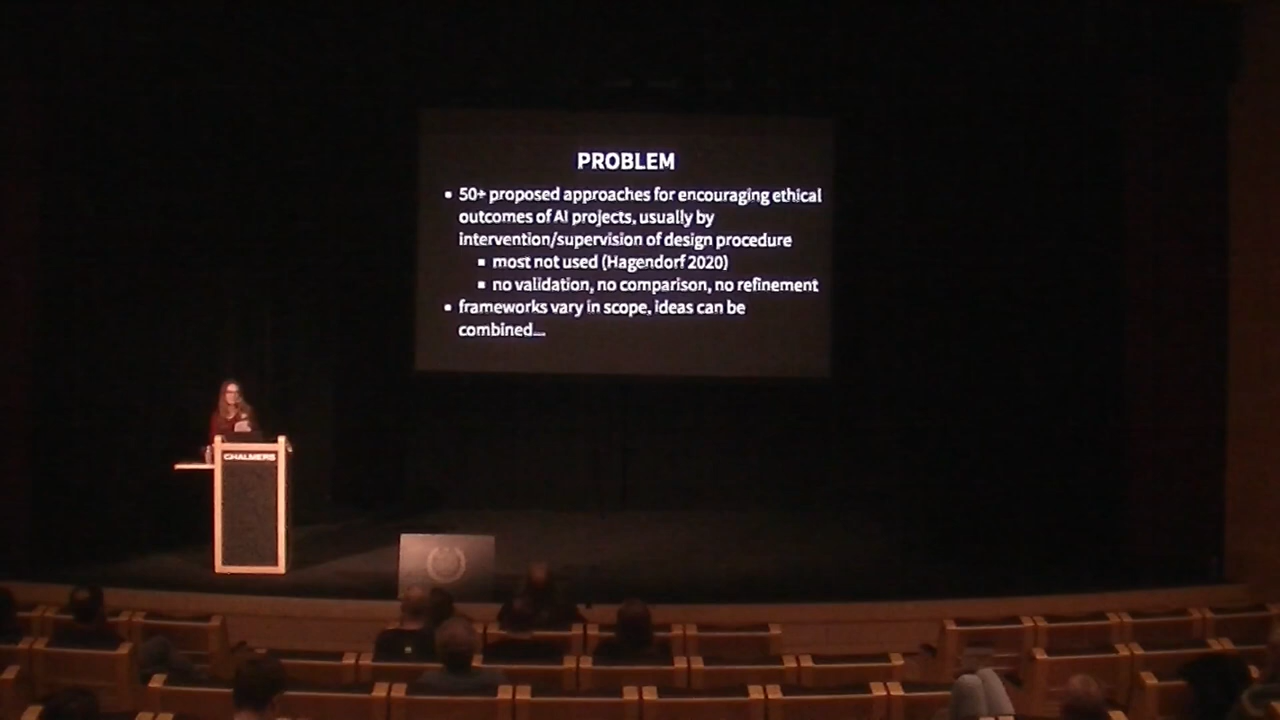 PROBLEM
50+ proposed approaches for encouraging ethical
outcomes of AI projects, usually by
intervention/supervision of design procedure
most not used (Hagendorf 2020)
no validation, no comparison, no refinement
frameworks vary in scope, ideas can be
combined...
CHALMERS